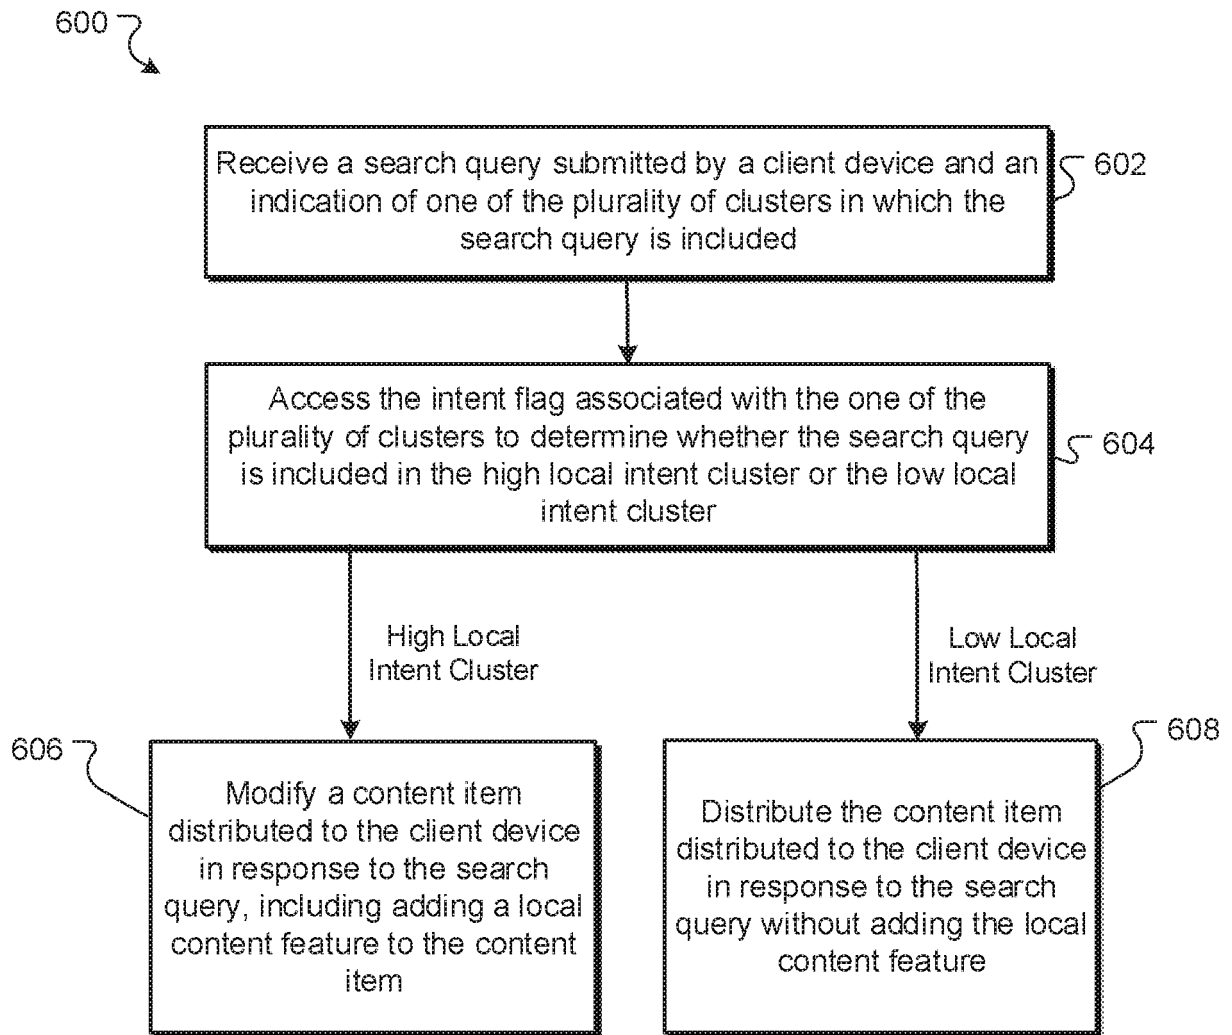 600
Receive a search query submitted by a client device and an
indication of one of the plurality of clusters in which the
search query is included
602
Access the intent flag associated with the one of the
plurality of clusters to determine whether the search query
is included in the high local intent cluster or the low local
intent cluster
604
High Local
Intent Cluster
Low Local
Intent Cluster
606
Modify a content item
distributed to the client device
in response to the search
query, including adding a local
content feature to the content
item
608
Distribute the content item
distributed to the client device
in response to the search
query without adding the local
content feature